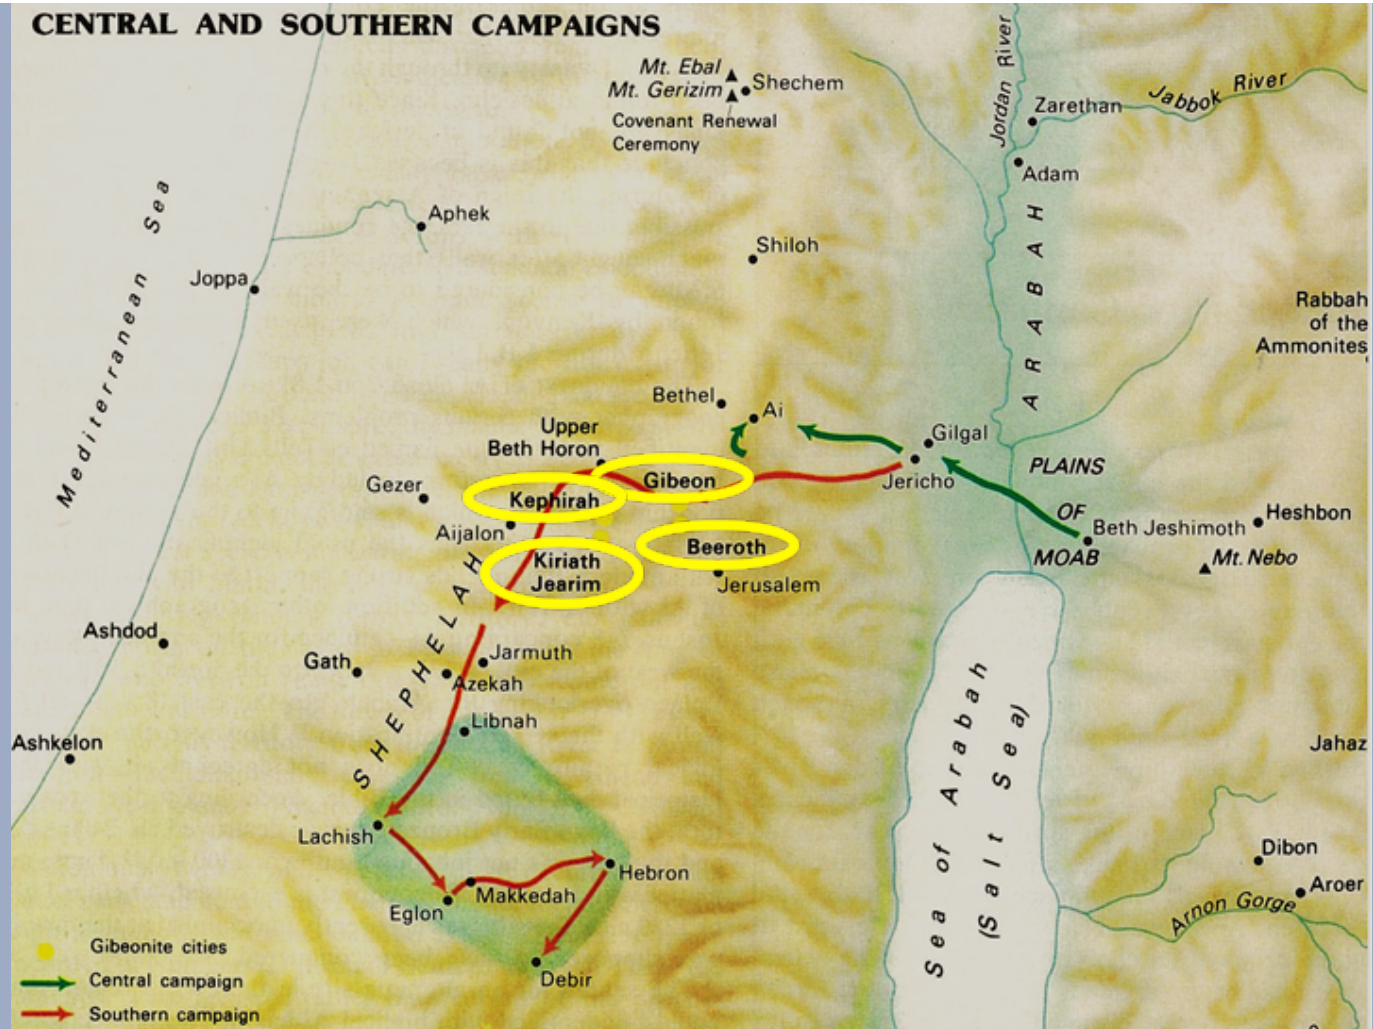 CENTRAL AND SOUTHERN CAMPAIGNS
Mt. Ebal
Mt. Gerizim
Shechem
Covenant Renewal
Ceremony
Jordan River
Zarethan
Jabbok River
Adam
Mediterranean Sea
Aphek
Joppa
Shiloh
ARABAH
Rabbah
of the
Ammonites
Bethel
Ai
Upper
Beth Horon
Gilgal
Jericho
Gezer
Kephirah
Gibeon
PLAINS
OF
MOAB
Beth Jeshimoth
Heshbon
Mt. Nebo
Aijalon
Kiriath
Jearim
Beeroth
Jerusalem
SHEPHELAH
Ashdod
Gath
Jarmuth
Azekah
Libnah
Ashkelon
Sea of Arabah
(Salt Sea)
Jahaz
Lachish
Hebron
Makkedah
Eglon
Debir
Dibon
Aroer
Arnon Gorge
Gibeonite cities
Central campaign
Southern campaign